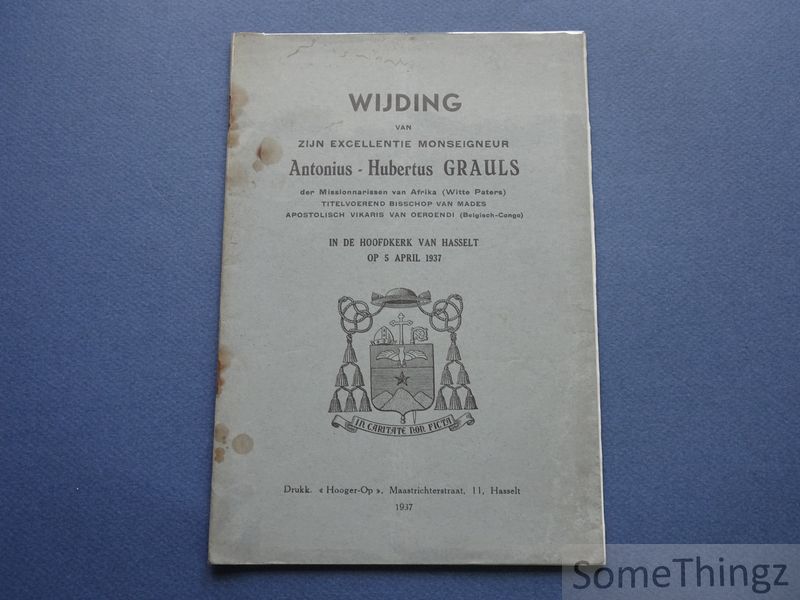 WIJDING
VAN
ZIJN EXCELLENTIE MONSEIGNEUR
Antonius - Hubertus GRAULS
der Missionnarissen van Afrika (Witte Paters)
TITELVOEREND BISSCHOP VAN MADES
APOSTOLISCH VIKARIS VAN OEROENDI (Belgisch-Congo)
IN DE HOOFDKERK VAN HASSELT
OP 5 APRIL 1937
IN CARITATE NON FICTA
Drukk. « Hooger-Op », Maastrichterstraat, 11, Hasselt
1937
SomeThingz